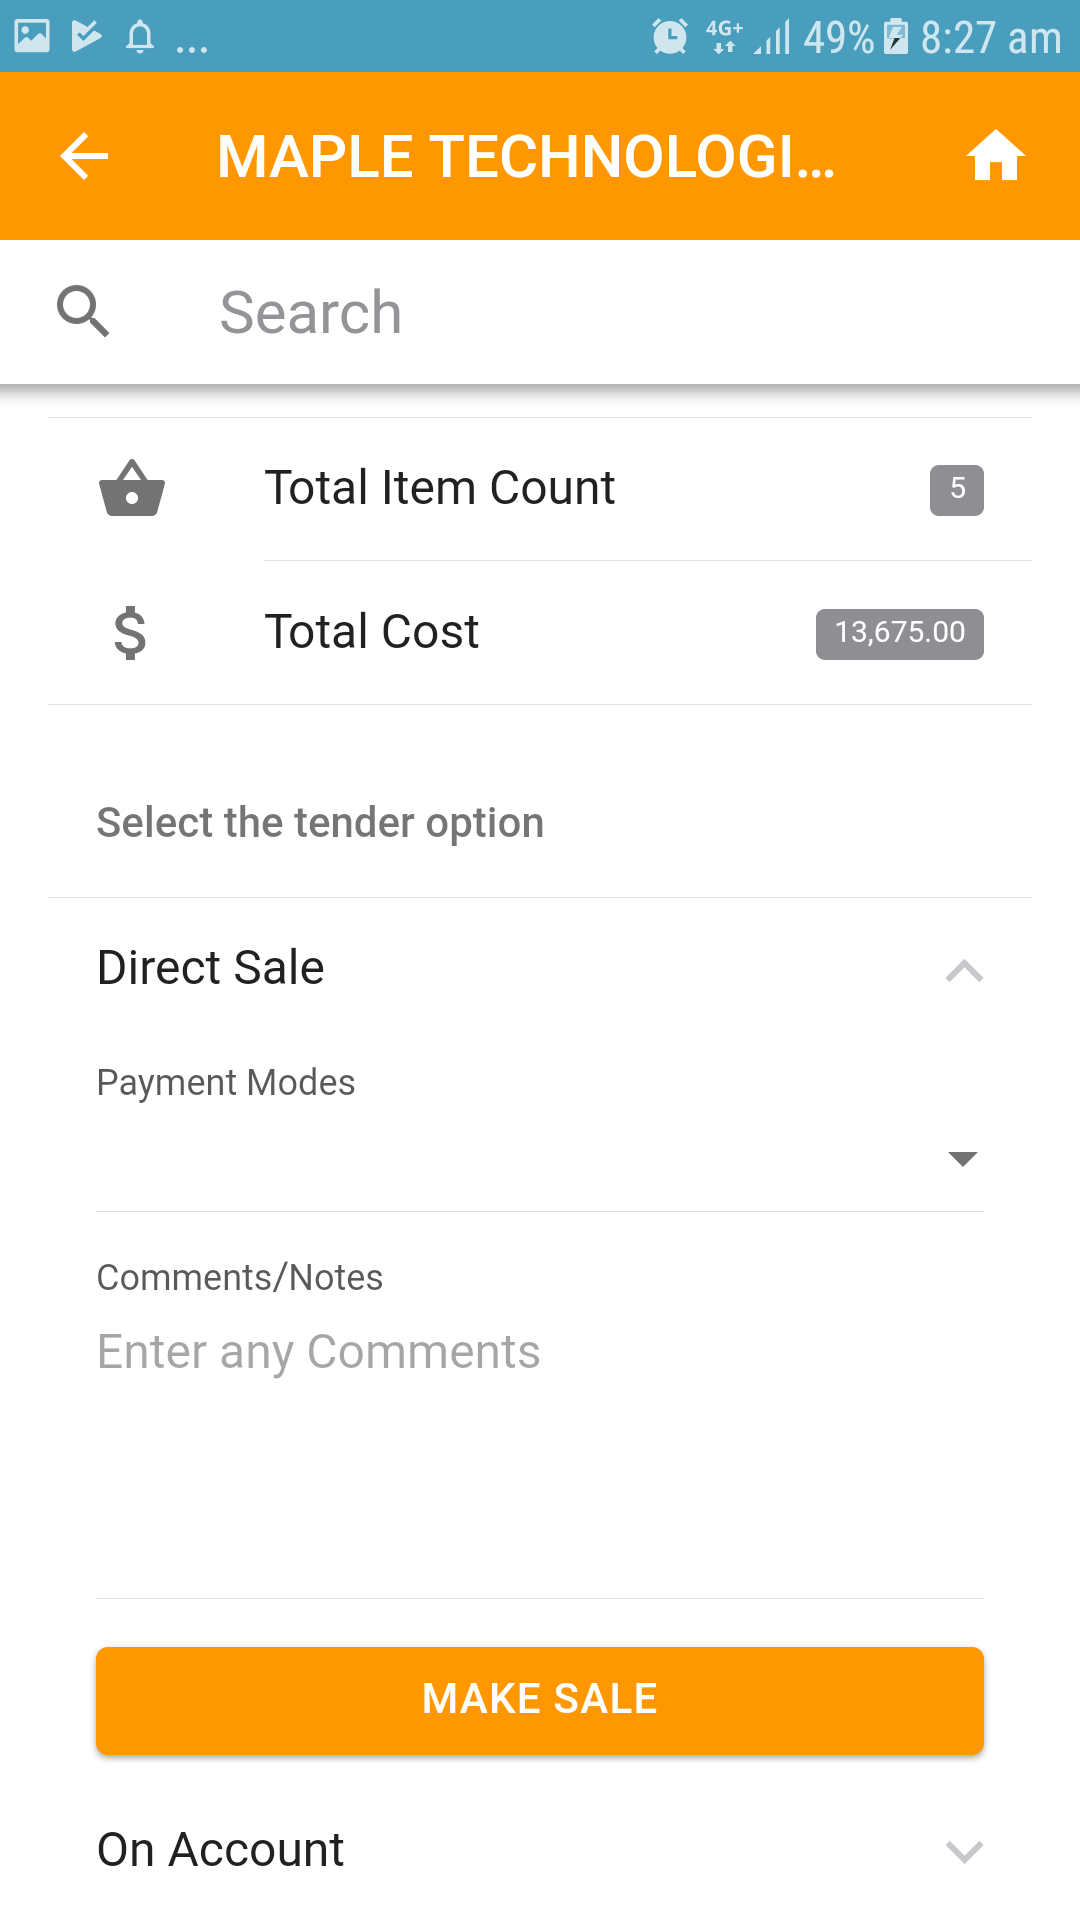 ... 4G+ 49% 8:27 am
MAPLE TECHNOLOGI...
Search
Total Item Count 5
Total Cost 13,675.00
Select the tender option
Direct Sale
Payment Modes
Comments/Notes
Enter any Comments
MAKE SALE
On Account